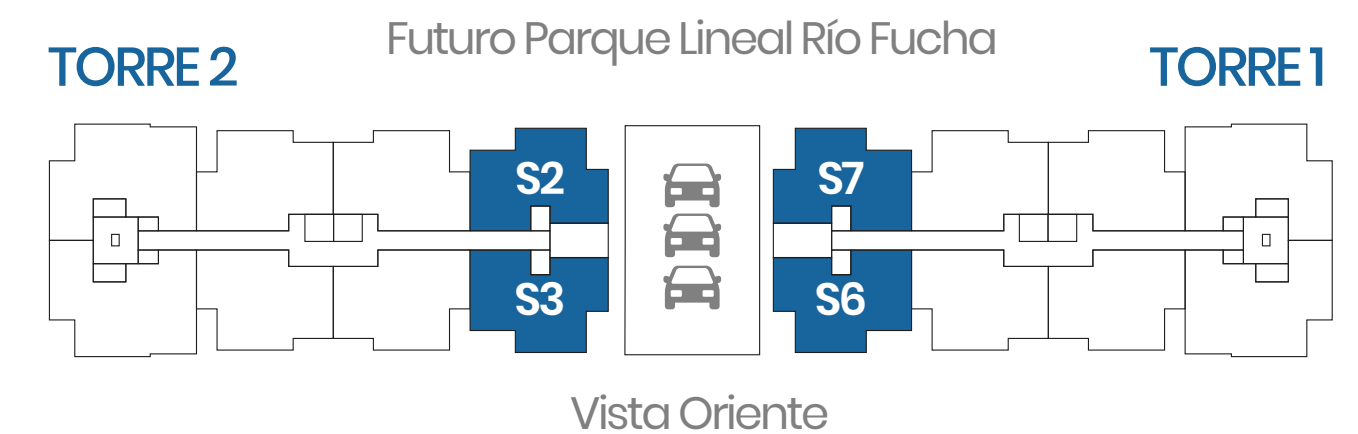 Futuro Parque Lineal Río Fucha
TORRE 2
TORRE 1
S2
S7
S3
S6
Vista Oriente